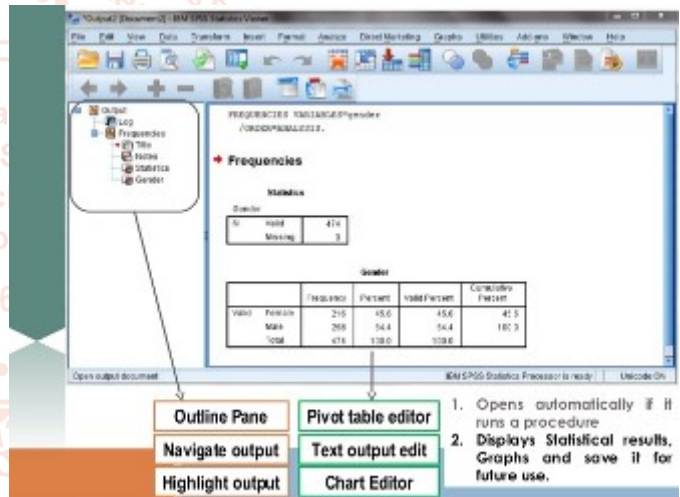 *Output2 [Document2] - IBM SPSS Statistics Viewer
File Edit View Data Transform Insert Format Analyze Direct Marketing Graphs Utilities Add-ons Window Help
Output
Log
Frequencies
Title
Notes
Statistics
Gender
FREQUENCIES VARIABLES=gender
/ORDER=ANALYSIS.
Frequencies
Statistics
Gender
N Valid 474
Missing 0
Gender
Frequency Percent Valid Percent Cumulative Percent
Valid Female 216 45.6 45.6 45.6
Male 258 54.4 54.4 100.0
Total 474 100.0 100.0
Open output document IBM SPSS Statistics Processor is ready Unicode:ON
Outline Pane
Navigate output
Highlight output
Pivot table editor
Text output edit
Chart Editor
1. Opens automatically if it
runs a procedure
2. Displays Statistical results,
Graphs and save it for
future use.